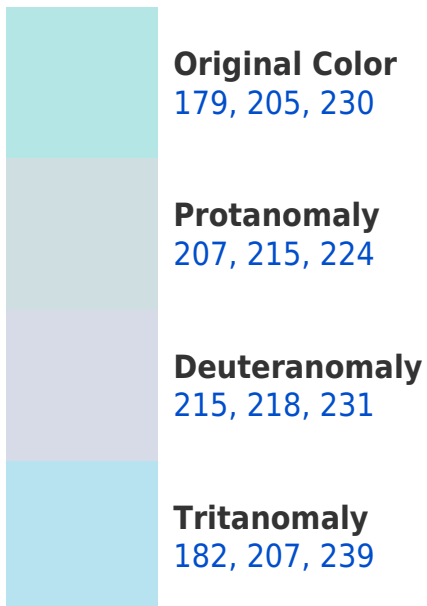 Original Color
179, 205, 230
Protanomaly
207, 215, 224
Deuteranomaly
215, 218, 231
Tritanomaly
182, 207, 239